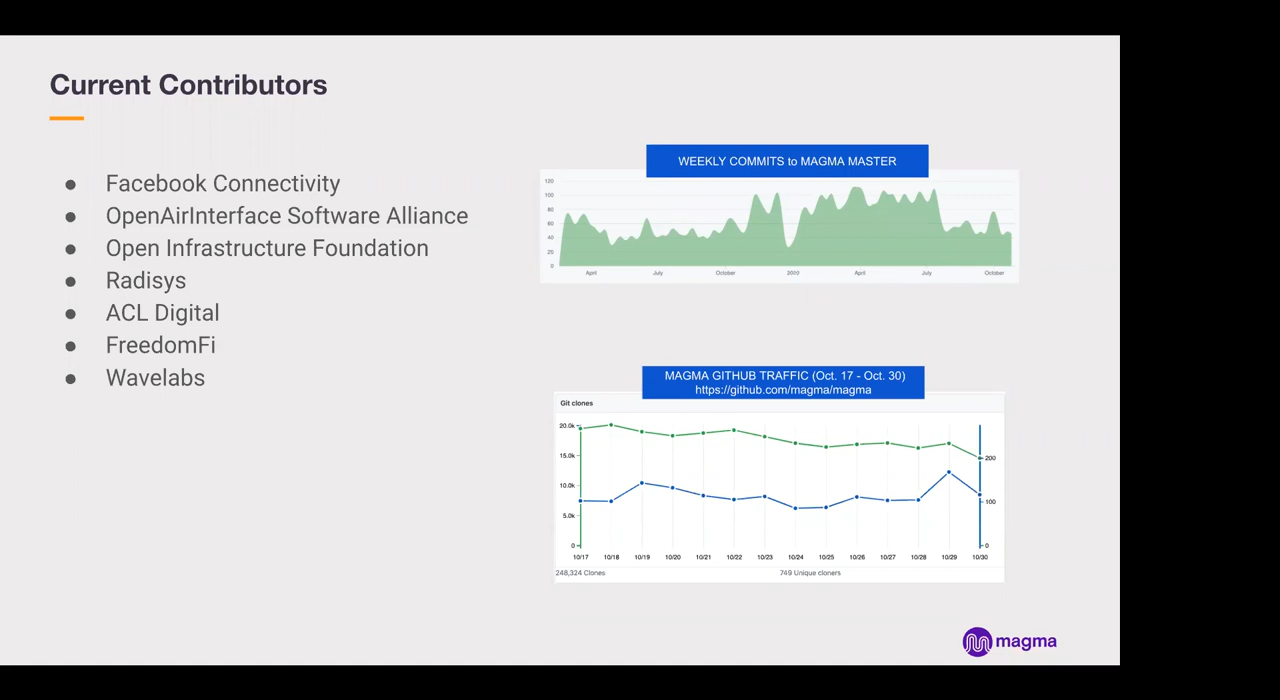 Current Contributors
● Facebook Connectivity
● OpenAirInterface Software Alliance
● Open Infrastructure Foundation
● Radisys
● ACL Digital
● FreedomFi
● Wavelabs
WEEKLY COMMITS to MAGMA MASTER
120
100
80
60
40
20
0
April July October April July October
MAGMA GITHUB TRAFFIC (Oct. 17 - Oct. 30)
https://github.com/magma/magma
Git clones
20.0k
15.0k
10.0k
5.0k
0
200
100
0
10/17 10/18 10/19 10/20 10/21 10/22 10/23 10/24 10/25 10/26 10/27 10/28 10/29 10/30
248,324 Clones 749 Unique cloners
magma